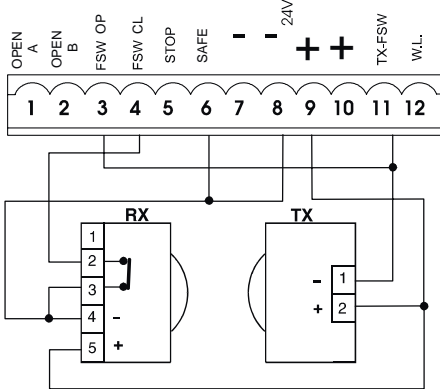 OPEN A
OPEN B
FSW OP
FSW CL
STOP
SAFE
-
-
24V
+
+
TX-FSW
W.L.
1 2 3 4 5 6 7 8 9 10 11 12
RX
TX
1
2
3
4 -
5 +
- 1
+ 2